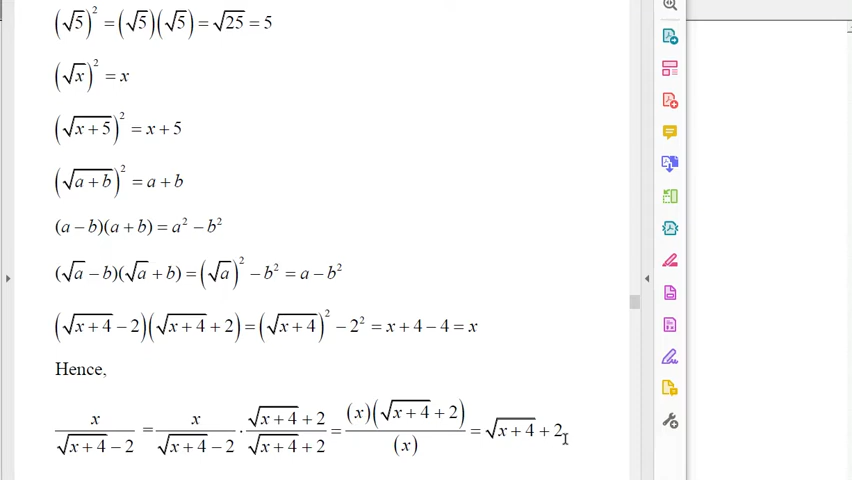 (√5)² = (√5)(√5) = √25 = 5
(√x)² = x
(√(x+5))² = x+5
(√(a+b))² = a+b
(a−b)(a+b) = a² − b²
(√a − b)(√a + b) = (√a)² − b² = a − b²
(√(x+4) − 2)(√(x+4) + 2) = (√(x+4))² − 2² = x+4−4 = x
Hence,
x/(√(x+4) − 2) = x/(√(x+4) − 2) · (√(x+4) + 2)/(√(x+4) + 2) = (x)(√(x+4) + 2)/(x) = √(x+4) + 2